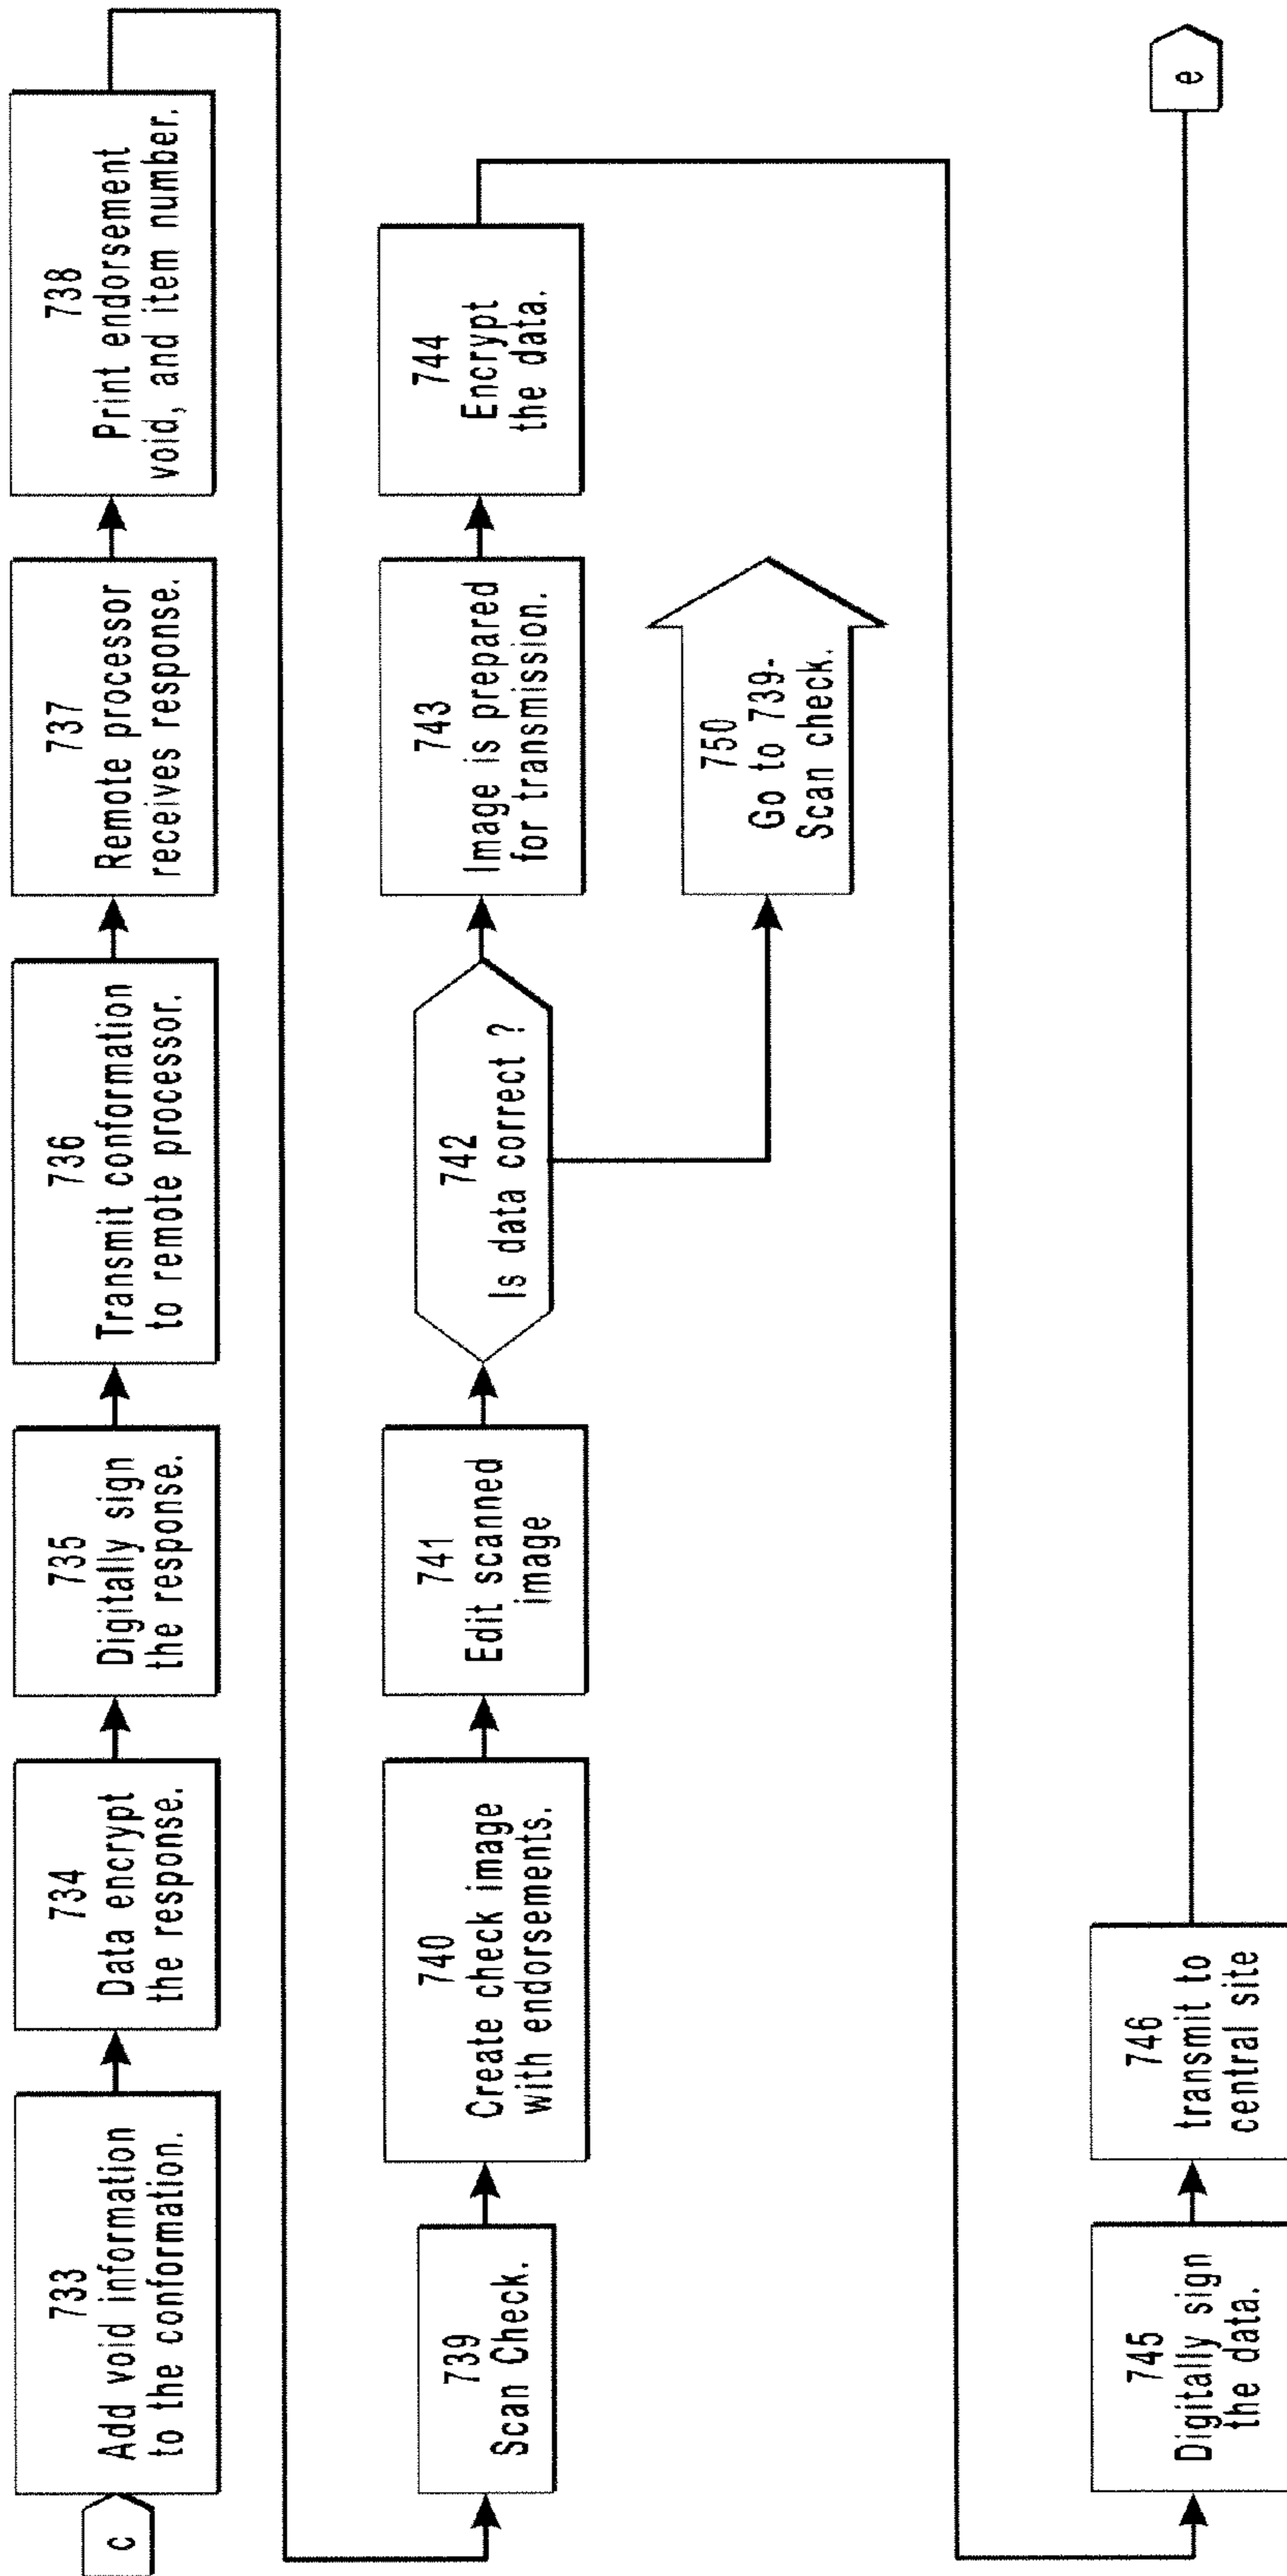 c
733
Add void information
to the conformation.
734
Data encrypt
the response.
735
Digitally sign
the response.
736
Transmit conformation
to remote processor.
737
Remote processor
receives response.
738
Print endorsement
void, and item number.
739
Scan Check.
740
Create check image
with endorsements.
741
Edit scanned
image
742
Is data correct ?
743
Image is prepared
for transmission.
744
Encrypt
the data.
750
Go to 739-
Scan check.
745
Digitally sign
the data.
746
transmit to
central site
e